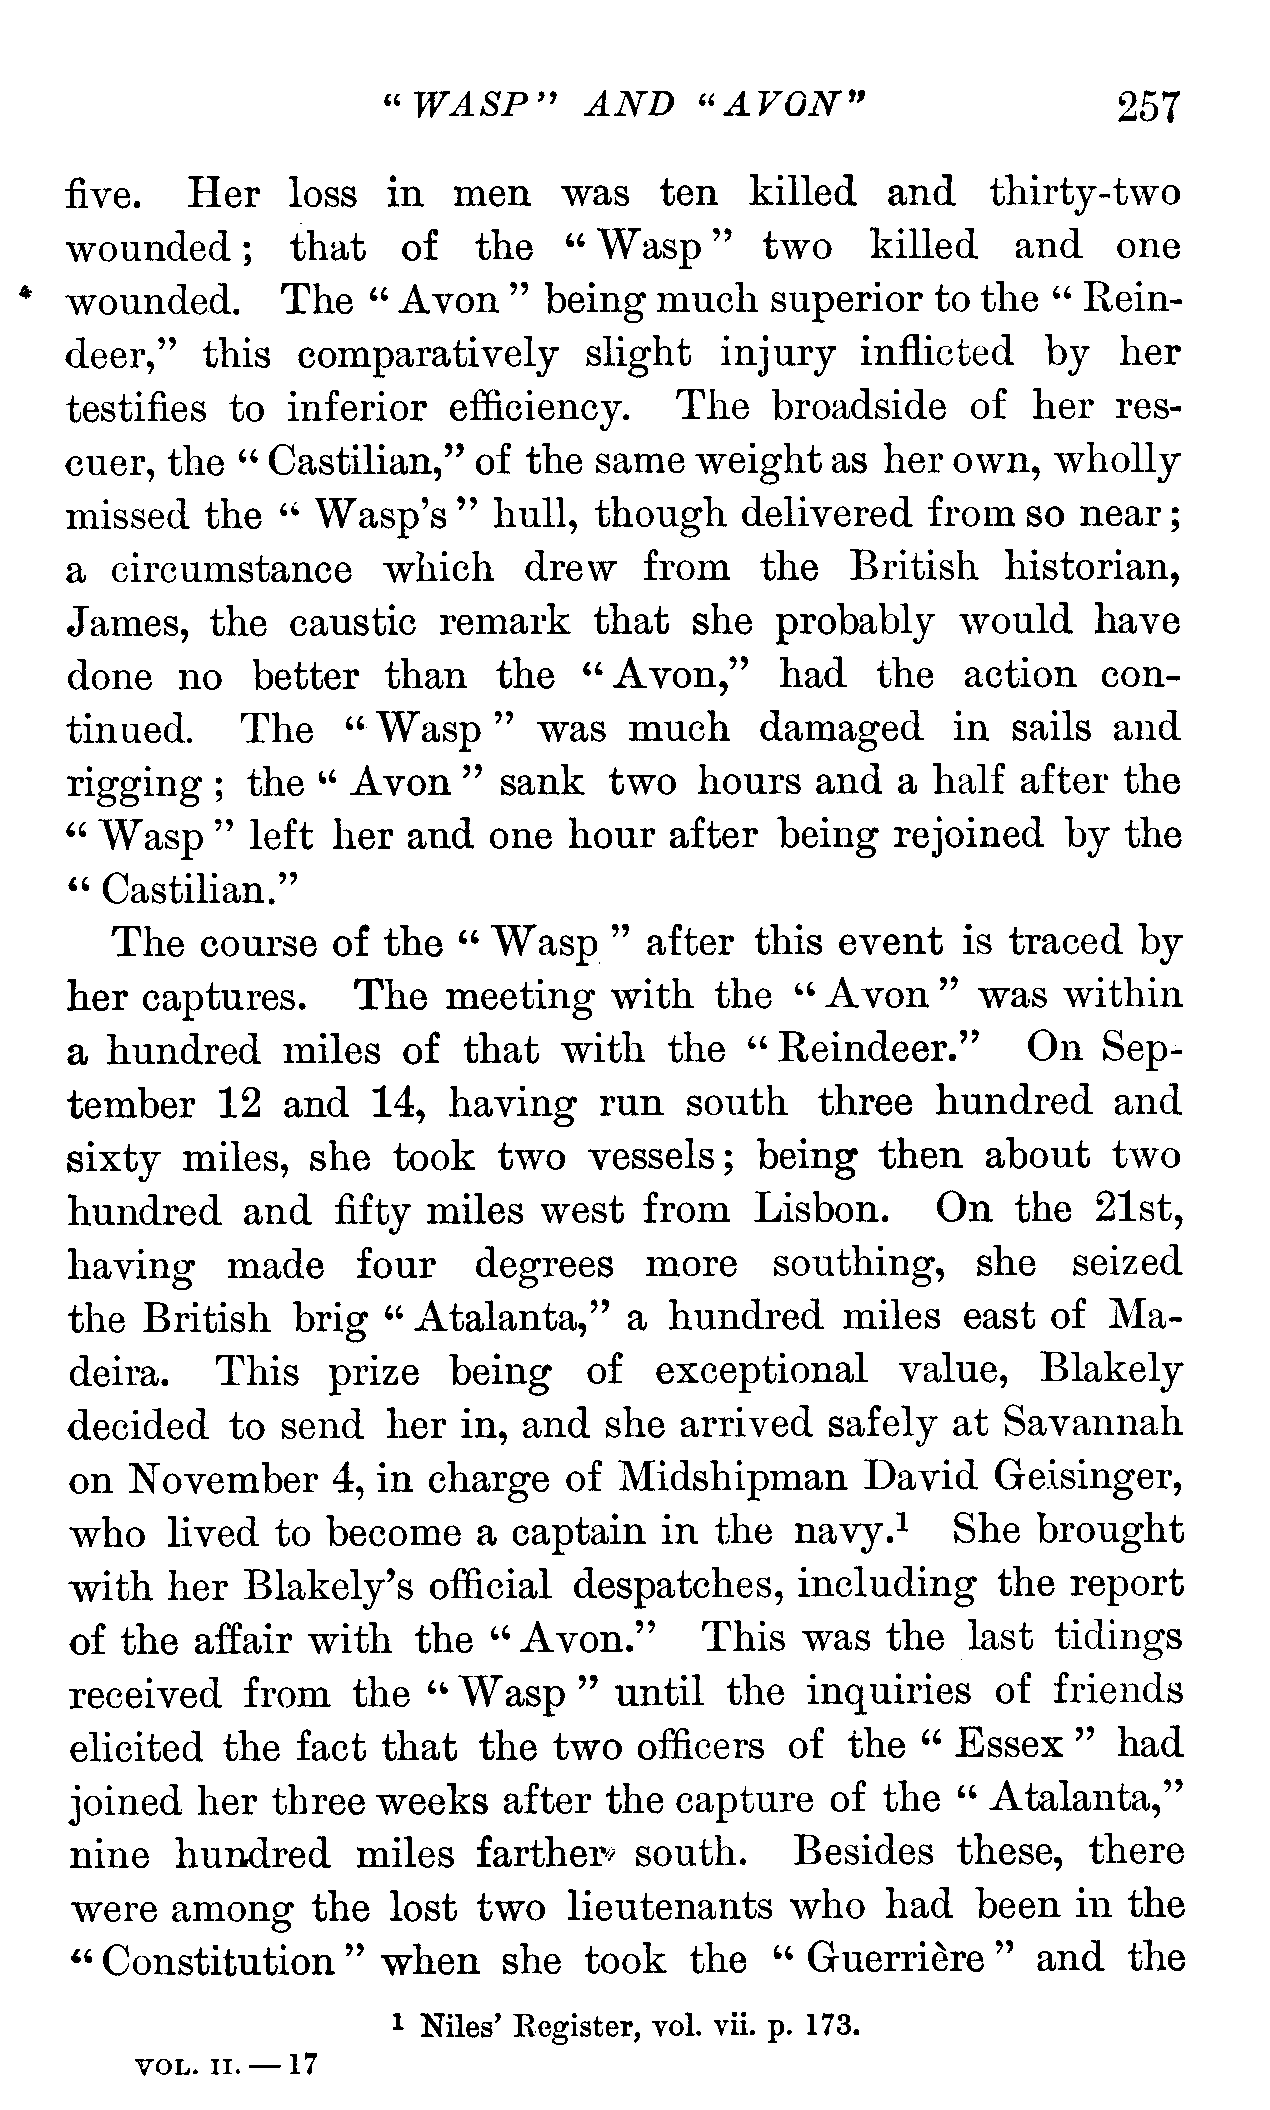 "WASP" AND "AVON" 257
five. Her loss in men was ten killed and thirty-two
wounded; that of the "Wasp" two killed and one
wounded. The "Avon" being much superior to the "Rein-
deer," this comparatively slight injury inflicted by her
testifies to inferior efficiency. The broadside of her res-
cuer, the "Castilian," of the same weight as her own, wholly
missed the "Wasp's" hull, though delivered from so near;
a circumstance which drew from the British historian,
James, the caustic remark that she probably would have
done no better than the "Avon," had the action con-
tinued. The "Wasp" was much damaged in sails and
rigging; the "Avon" sank two hours and a half after the
"Wasp" left her and one hour after being rejoined by the
"Castilian."
The course of the "Wasp" after this event is traced by
her captures. The meeting with the "Avon" was within
a hundred miles of that with the "Reindeer." On Sep-
tember 12 and 14, having run south three hundred and
sixty miles, she took two vessels; being then about two
hundred and fifty miles west from Lisbon. On the 21st,
having made four degrees more southing, she seized
the British brig "Atalanta," a hundred miles east of Ma-
deira. This prize being of exceptional value, Blakely
decided to send her in, and she arrived safely at Savannah
on November 4, in charge of Midshipman David Geisinger,
who lived to become a captain in the navy.¹ She brought
with her Blakely's official despatches, including the report
of the affair with the "Avon." This was the last tidings
received from the "Wasp" until the inquiries of friends
elicited the fact that the two officers of the "Essex" had
joined her three weeks after the capture of the "Atalanta,"
nine hundred miles farther south. Besides these, there
were among the lost two lieutenants who had been in the
"Constitution" when she took the "Guerrière" and the
¹ Niles' Register, vol. vii. p. 173.
VOL. II. — 17